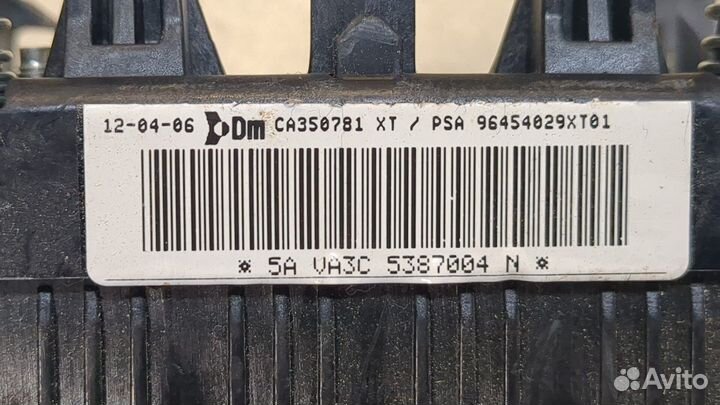 12-04-06 Dm CA350781 XT / PSA 96454029XT01
* 5A VA3C 5387004 N *
Avito